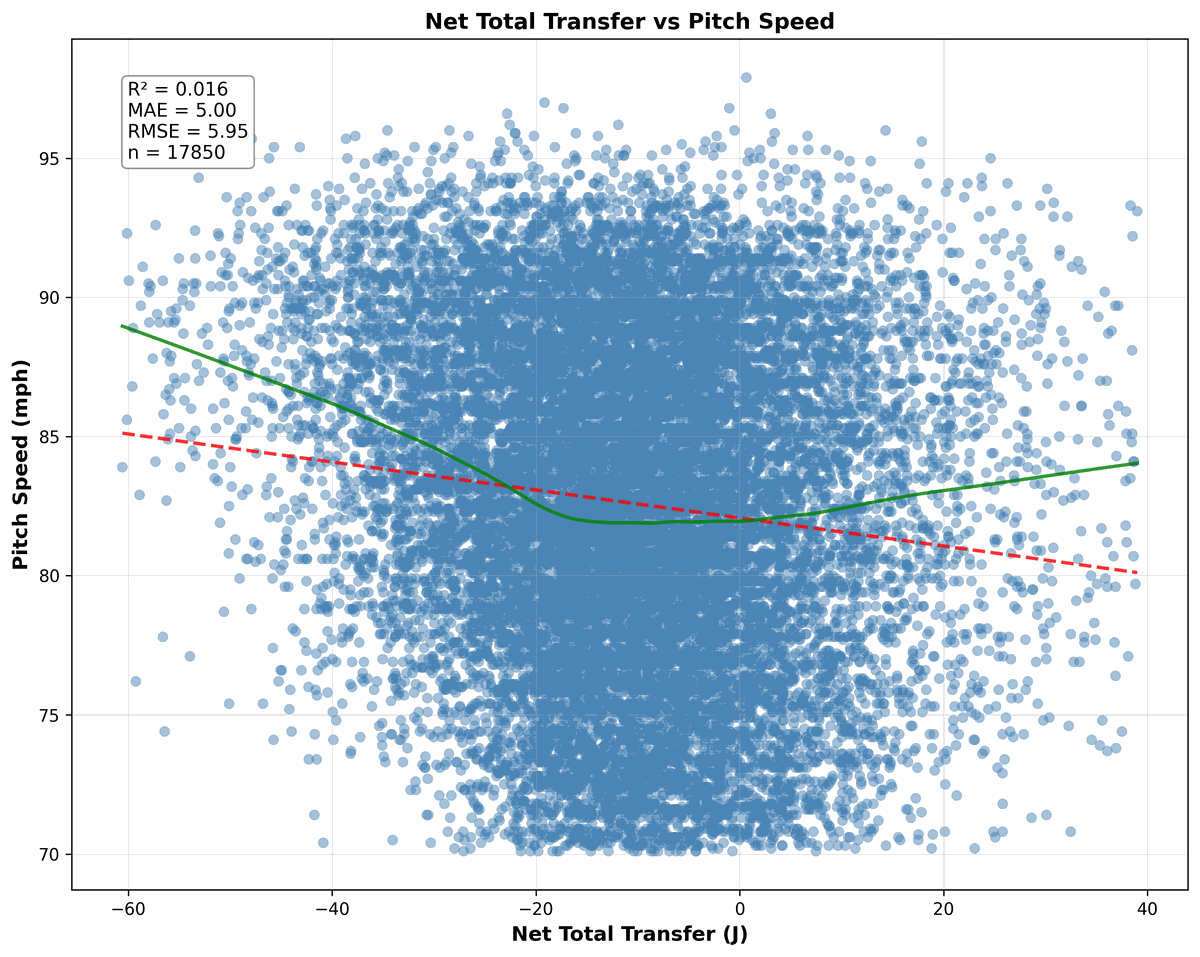 Net Total Transfer vs Pitch Speed
R² = 0.016
MAE = 5.00
RMSE = 5.95
n = 17850
Pitch Speed (mph)
95
90
85
80
75
70
−60
−40
−20
0
20
40
Net Total Transfer (J)